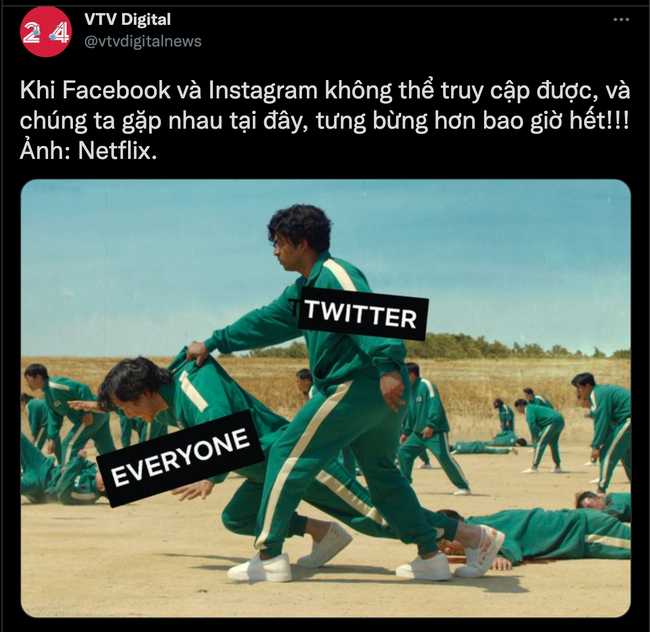 24 VTV Digital
@vtvdigitalnews
Khi Facebook và Instagram không thể truy cập được, và
chúng ta gặp nhau tại đây, tưng bừng hơn bao giờ hết!!!
Ảnh: Netflix.
TWITTER
EVERYONE